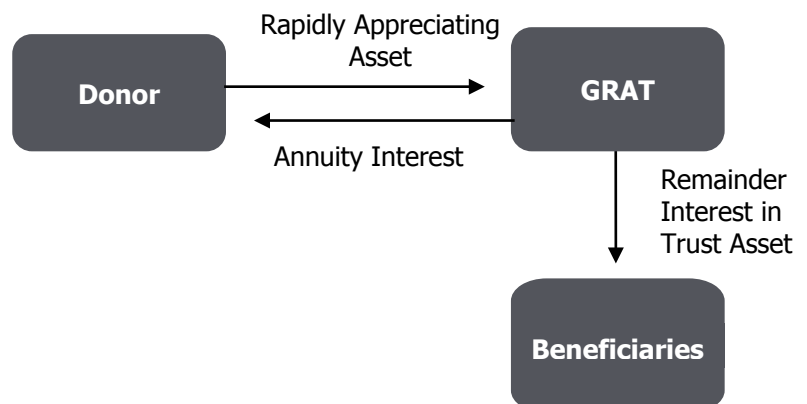 Rapidly Appreciating
Asset
Donor
GRAT
Annuity Interest
Remainder
Interest in
Trust Asset
Beneficiaries